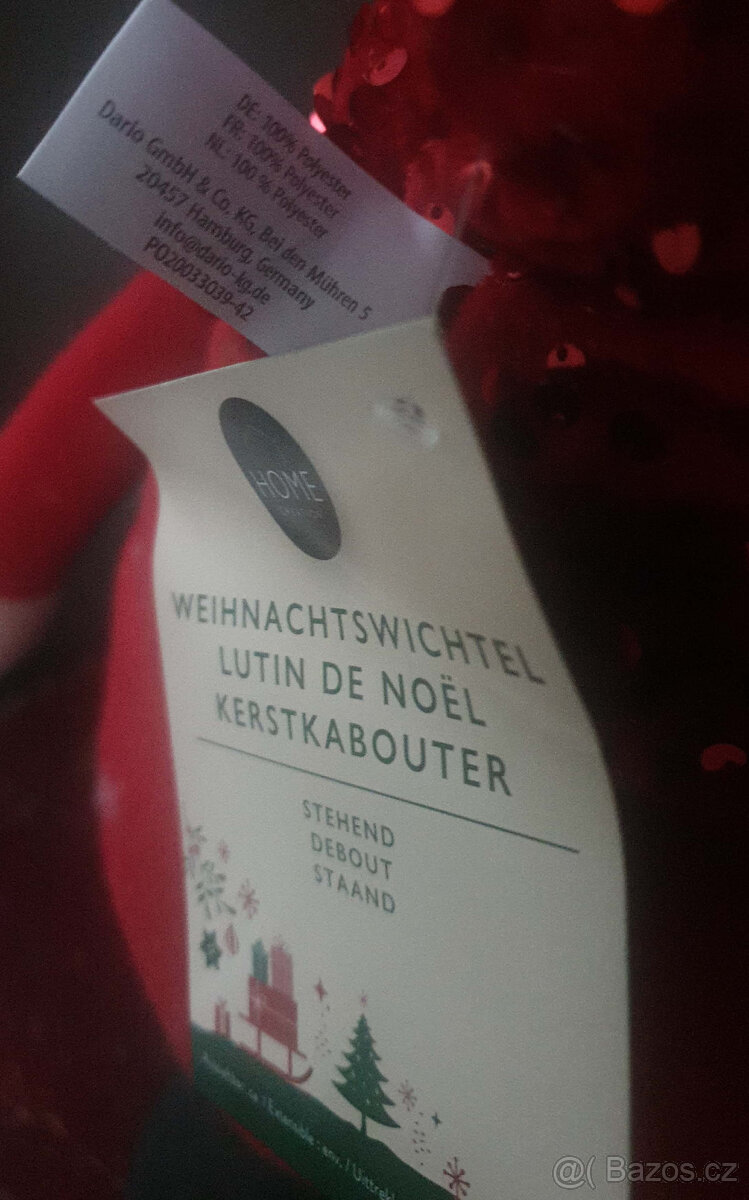 DE: 100% Polyester
FR: 100% Polyester
NL: 100 % Polyester
Dario GmbH & Co. KG, Bei den Mühren 5
20457 Hamburg, Germany
info@dario-kg.de
PO20033039-42
HOME
WEIHNACHTSWICHTEL
LUTIN DE NOËL
KERSTKABOUTER
STEHEND
DEBOUT
STAAND
@( Bazos.cz